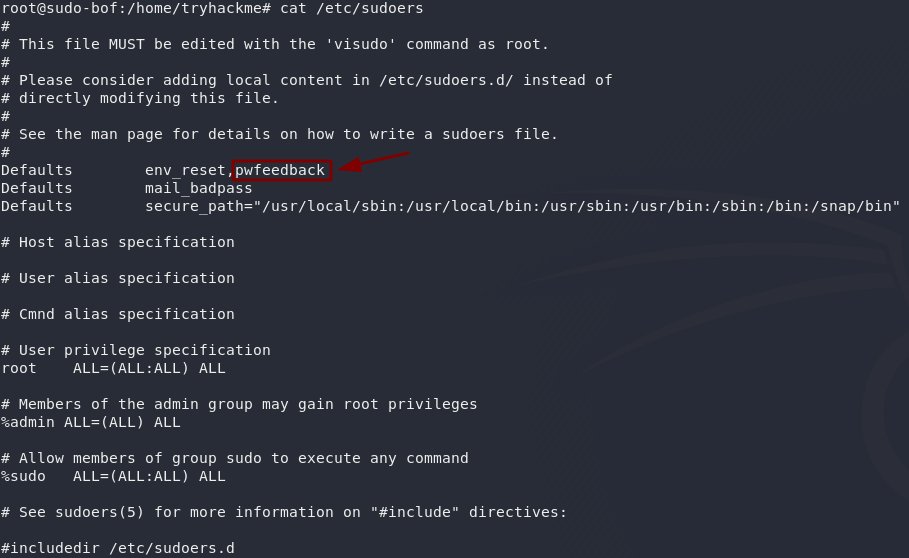 root@sudo-bof:/home/tryhackme# cat /etc/sudoers
#
# This file MUST be edited with the 'visudo' command as root.
#
# Please consider adding local content in /etc/sudoers.d/ instead of
# directly modifying this file.
#
# See the man page for details on how to write a sudoers file.
#
Defaults        env_reset,pwfeedback
Defaults        mail_badpass
Defaults        secure_path="/usr/local/sbin:/usr/local/bin:/usr/sbin:/usr/bin:/sbin:/bin:/snap/bin"
# Host alias specification
# User alias specification
# Cmnd alias specification
# User privilege specification
root    ALL=(ALL:ALL) ALL
# Members of the admin group may gain root privileges
%admin ALL=(ALL) ALL
# Allow members of group sudo to execute any command
%sudo   ALL=(ALL:ALL) ALL
# See sudoers(5) for more information on "#include" directives:
#includedir /etc/sudoers.d